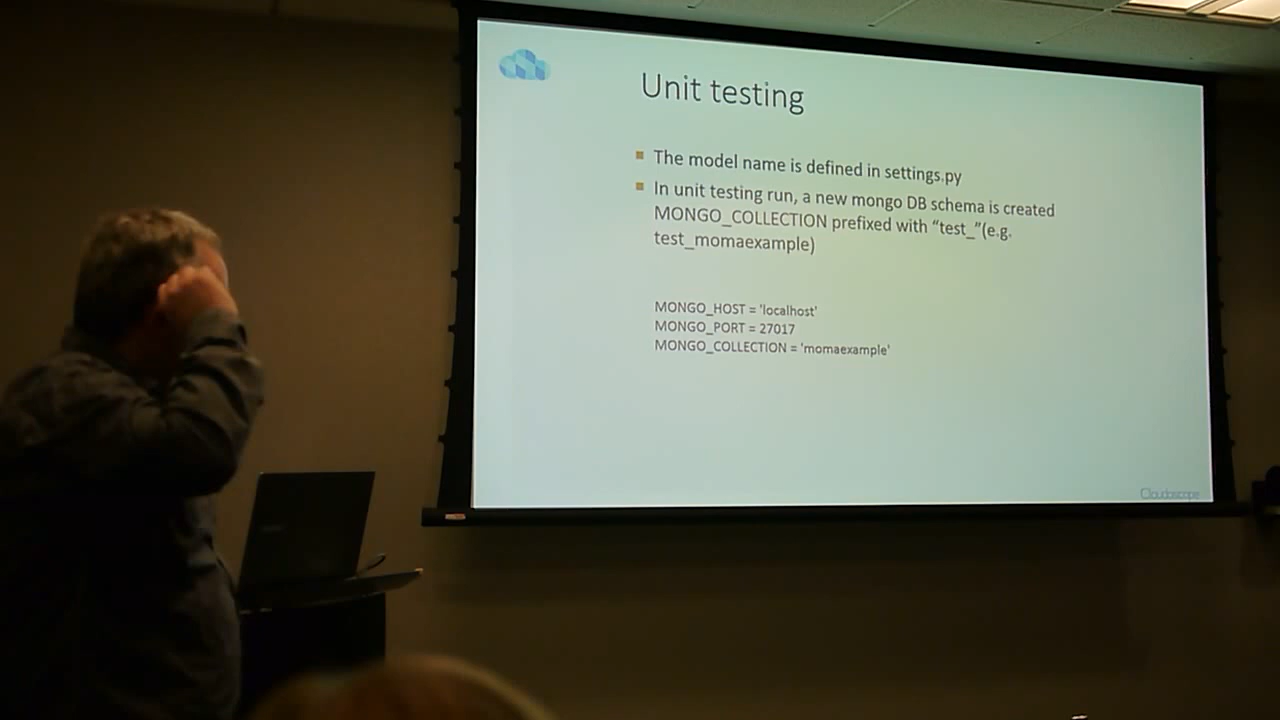 Unit testing
The model name is defined in settings.py
In unit testing run, a new mongo DB schema is created
MONGO_COLLECTION prefixed with “test_”(e.g.
test_momaexample)
MONGO_HOST = 'localhost'
MONGO_PORT = 27017
MONGO_COLLECTION = 'momaexample'
Cloudoscope